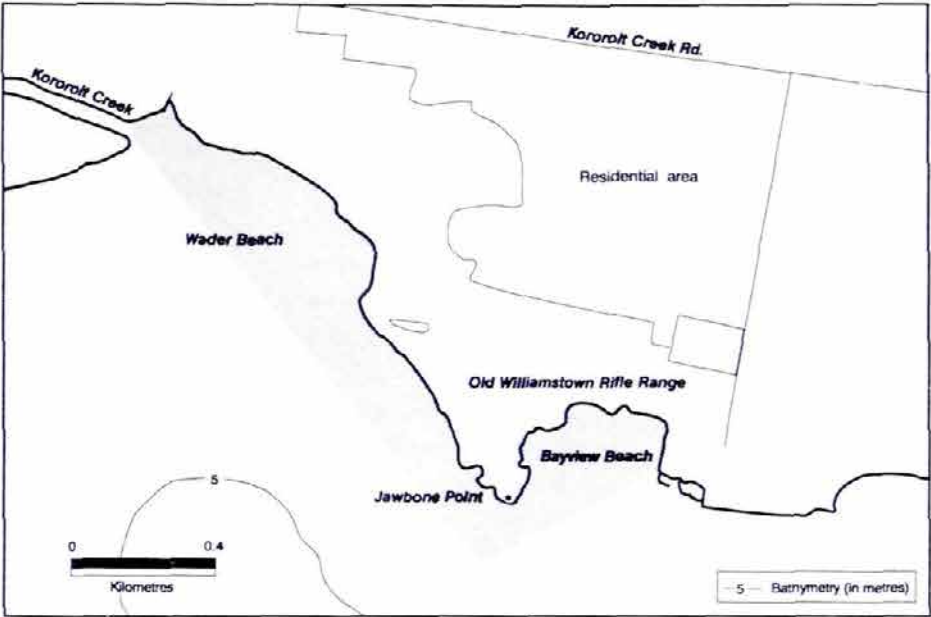 Kororoit Creek Rd.
Kororoit Creek
Residential area
Wader Beach
Old Williamstown Rifle Range
Bayview Beach
Jawbone Point
5
0 0.4
Kilometres
5 Bathymetry (in metres)